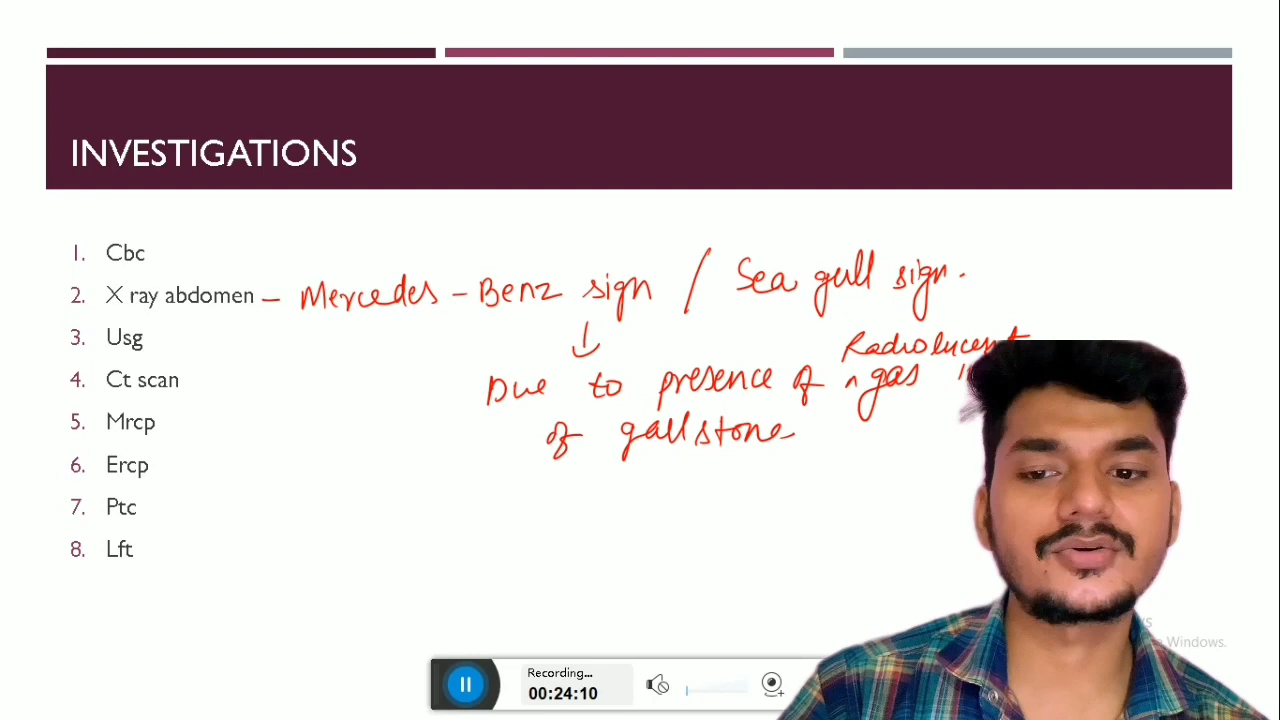 INVESTIGATIONS
1. Cbc
2. X ray abdomen – Mercedes-Benz sign / Sea gull sign.
3. Usg
Radiolucent
Due to presence of gas
4. Ct scan
of gallstone
5. Mrcp
6. Ercp
7. Ptc
8. Lft
Windows.
Recording...
00:24:10